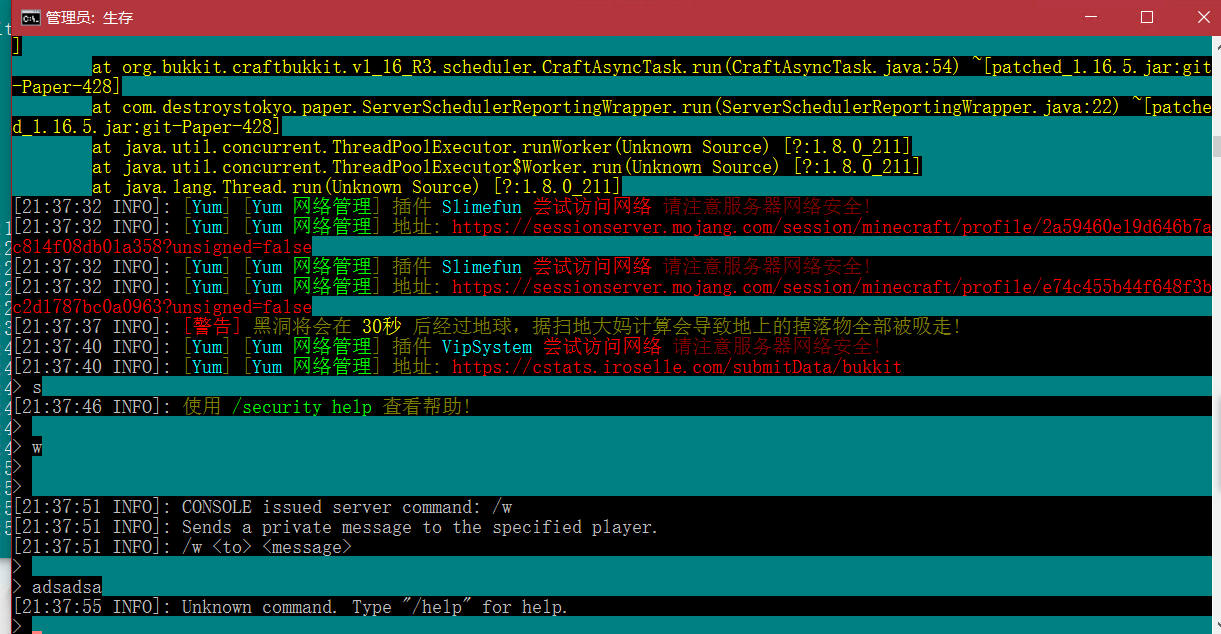 管理员: 生存
]
at org.bukkit.craftbukkit.v1_16_R3.scheduler.CraftAsyncTask.run(CraftAsyncTask.java:54) ~[patched_1.16.5.jar:git
-Paper-428]
at com.destroystokyo.paper.ServerSchedulerReportingWrapper.run(ServerSchedulerReportingWrapper.java:22) ~[patche
d_1.16.5.jar:git-Paper-428]
at java.util.concurrent.ThreadPoolExecutor.runWorker(Unknown Source) [?:1.8.0_211]
at java.util.concurrent.ThreadPoolExecutor$Worker.run(Unknown Source) [?:1.8.0_211]
at java.lang.Thread.run(Unknown Source) [?:1.8.0_211]
[21:37:32 INFO]: [Yum] [Yum 网络管理] 插件 Slimefun 尝试访问网络 请注意服务器网络安全!
[21:37:32 INFO]: [Yum] [Yum 网络管理] 地址: https://sessionserver.mojang.com/session/minecraft/profile/2a59460e19d646b7a
c814f08db01a358?unsigned=false
[21:37:32 INFO]: [Yum] [Yum 网络管理] 插件 Slimefun 尝试访问网络 请注意服务器网络安全!
[21:37:32 INFO]: [Yum] [Yum 网络管理] 地址: https://sessionserver.mojang.com/session/minecraft/profile/e74c455b44f648f3b
c2d1787bc0a0963?unsigned=false
[21:37:37 INFO]: [警告] 黑洞将会在 30秒 后经过地球，据扫地大妈计算会导致地上的掉落物全部被吸走!
[21:37:40 INFO]: [Yum] [Yum 网络管理] 插件 VipSystem 尝试访问网络 请注意服务器网络安全!
[21:37:40 INFO]: [Yum] [Yum 网络管理] 地址: https://cstats.iroselle.com/submitData/bukkit
> s
[21:37:46 INFO]: 使用 /security help 查看帮助!
>
> w
>
>
[21:37:51 INFO]: CONSOLE issued server command: /w
[21:37:51 INFO]: Sends a private message to the specified player.
[21:37:51 INFO]: /w <to> <message>
>
> adsadsa
[21:37:55 INFO]: Unknown command. Type "/help" for help.
>